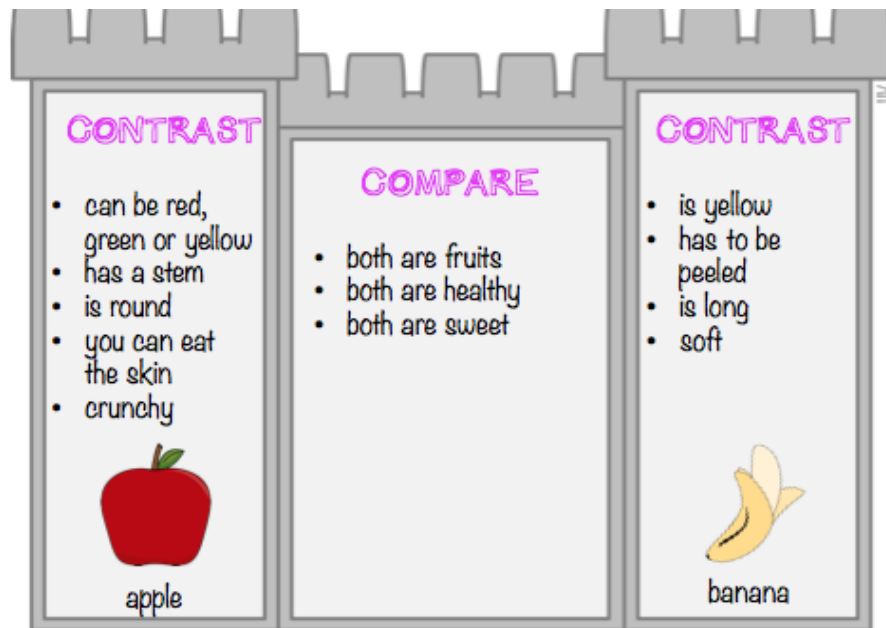 CONTRAST
• can be red,
green or yellow
• has a stem
• is round
• you can eat
the skin
• crunchy
apple
COMPARE
• both are fruits
• both are healthy
• both are sweet
CONTRAST
• is yellow
• has to be
peeled
• is long
• soft
banana